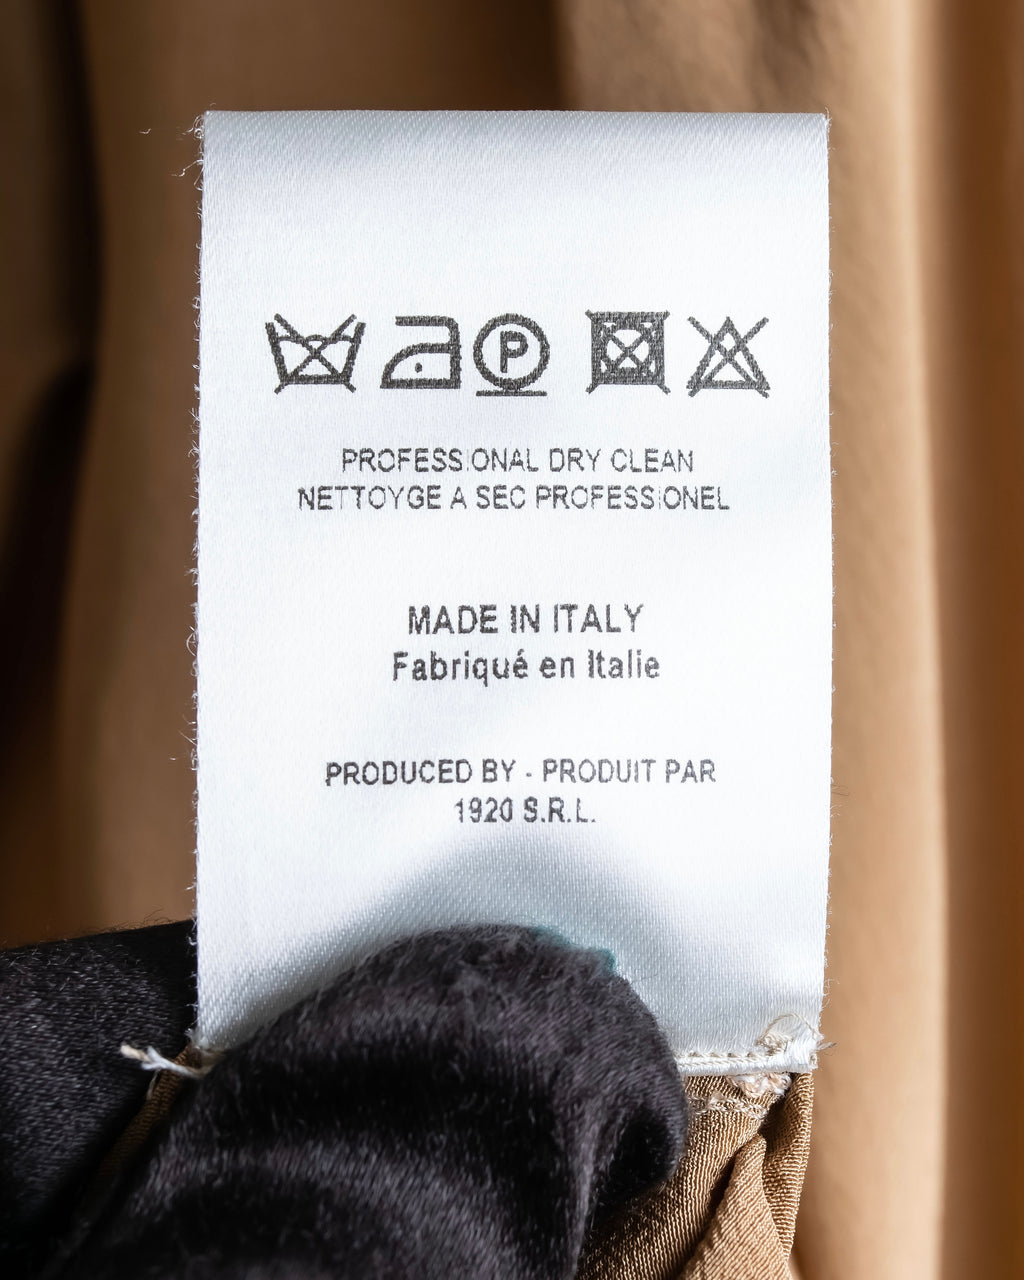 P
PROFESSIONAL DRY CLEAN
NETTOYGE A SEC PROFESSIONEL
MADE IN ITALY
Fabriqué en Italie
PRODUCED BY - PRODUIT PAR
1920 S.R.L.